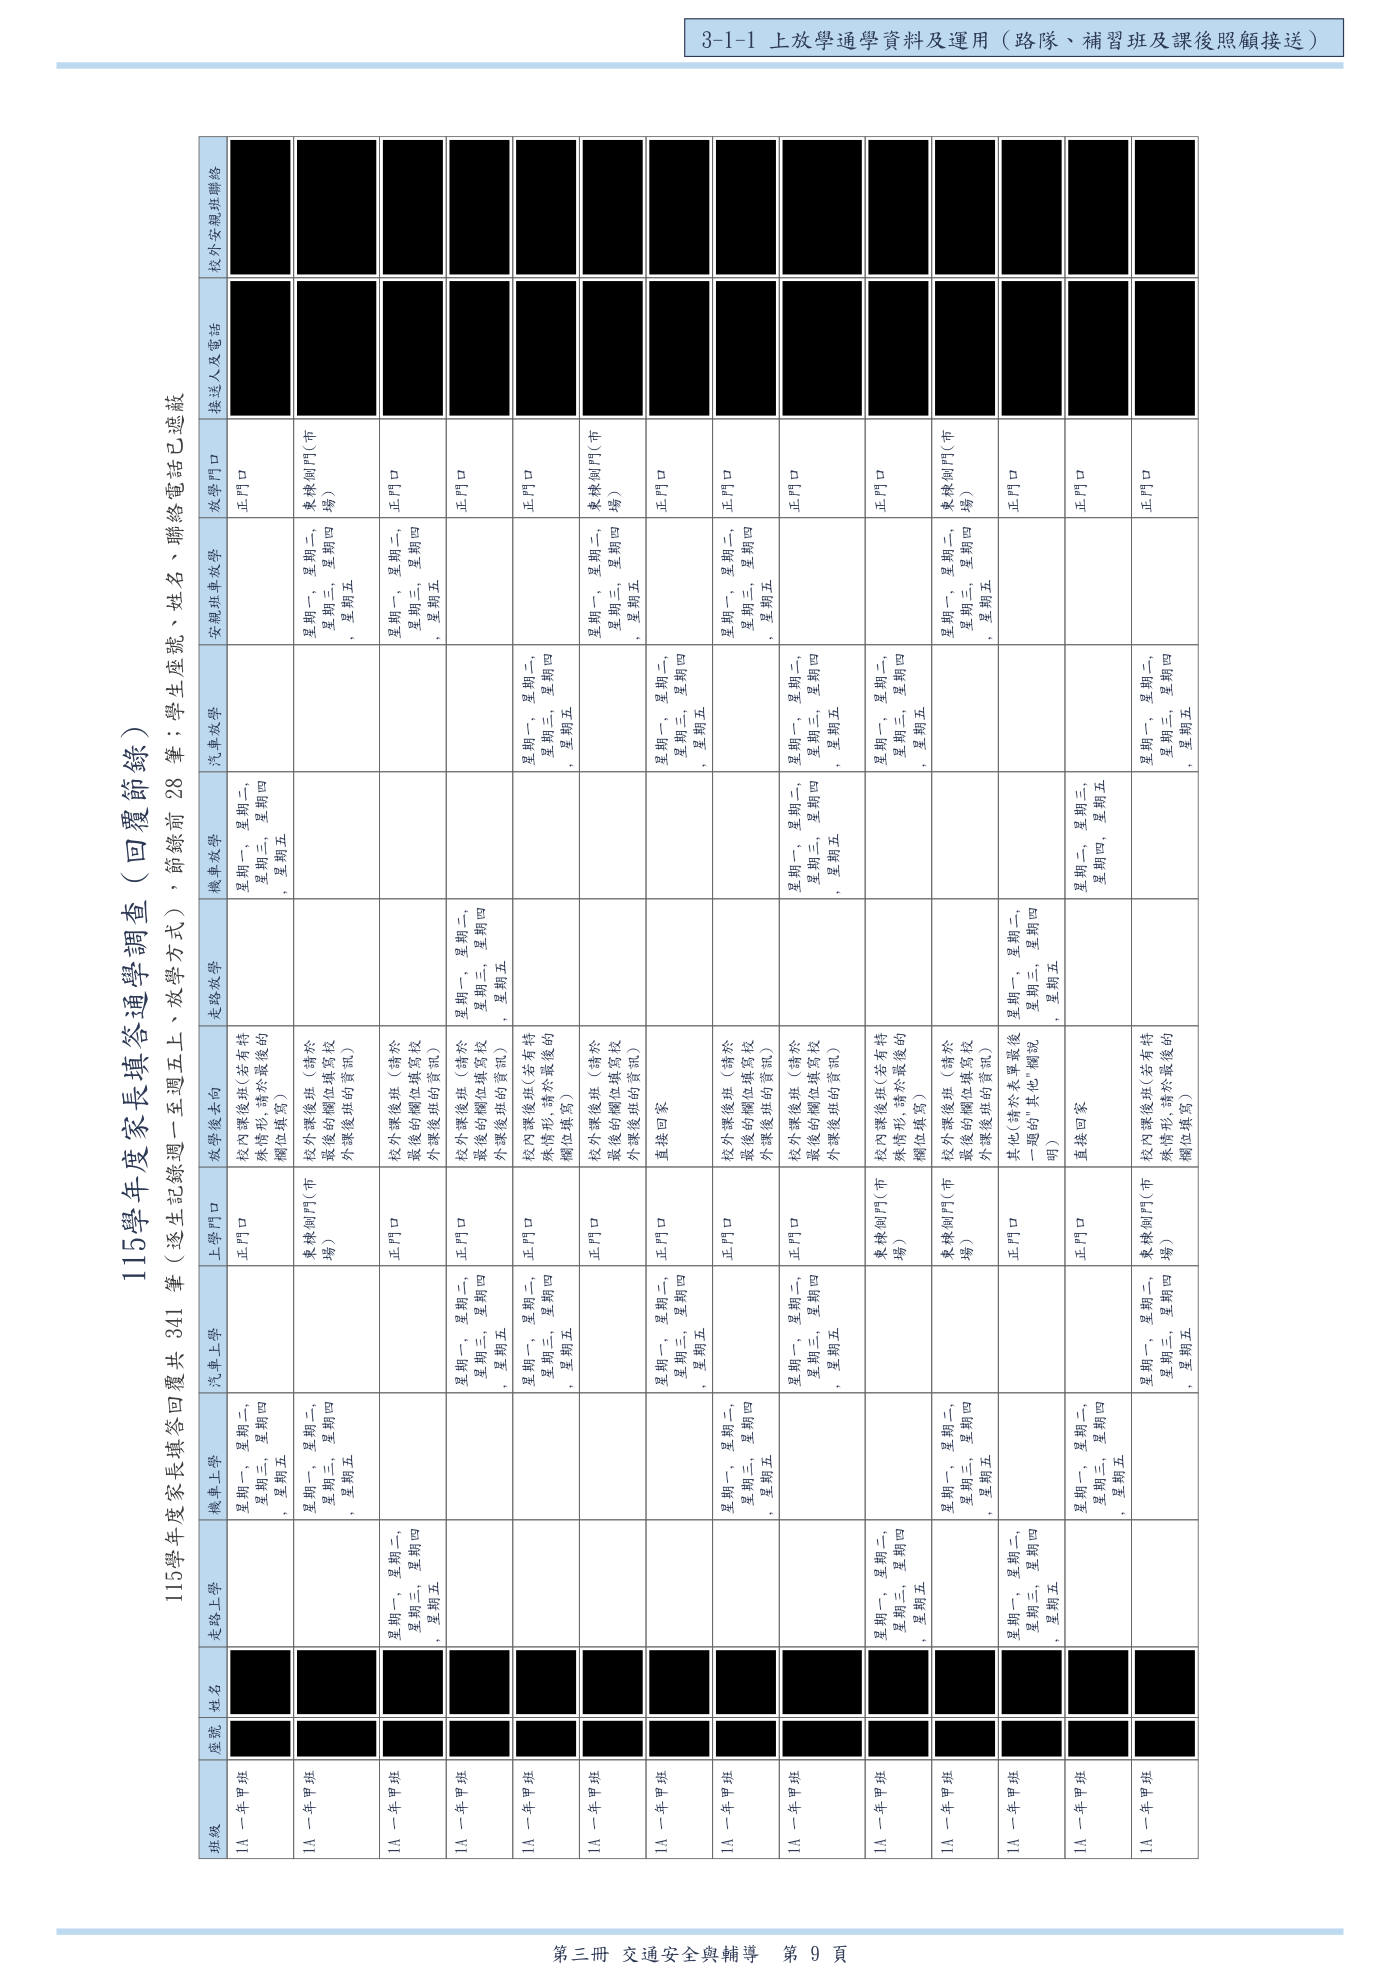 3-1-1 上放學通學資料及運用（路隊、補習班及課後照顧接送）
115學年度家長填答通學調查（回覆節錄）
115學年度家長填答回覆共 341 筆（逐生記錄週一至週五上、放學方式），節錄前 28 筆；學生座號、姓名、聯絡電話已遮蔽
班級 座號 姓名 走路上學 機車上學 汽車上學 上學門口 放學後去向 走路放學 機車放學 汽車放學 安親班車放學 放學門口 接送人及電話 校外安親班聯絡
1A 一年甲班 星期一, 星期二, 正門口 校內課後班(若有特 星期一, 星期二, 正門口
星期三, 星期四 殊情形,請於最後的 星期三, 星期四
, 星期五 欄位填寫) , 星期五
1A 一年甲班 星期一, 星期二, 東棟側門(市 校外課後班 (請於 星期一, 星期二, 東棟側門(市
星期三, 星期四 場) 最後的欄位填寫校 星期三, 星期四 場)
, 星期五 外課後班的資訊) , 星期五
1A 一年甲班 星期一, 星期二, 正門口 校外課後班 (請於 星期一, 星期二, 正門口
星期三, 星期四 最後的欄位填寫校 星期三, 星期四
, 星期五 外課後班的資訊) , 星期五
1A 一年甲班 星期一, 星期二, 正門口 校外課後班 (請於 星期一, 星期二, 正門口
星期三, 星期四 最後的欄位填寫校 星期三, 星期四
, 星期五 外課後班的資訊) , 星期五
1A 一年甲班 星期一, 星期二, 正門口 校內課後班(若有特 星期一, 星期二, 正門口
星期三, 星期四 殊情形,請於最後的 星期三, 星期四
, 星期五 欄位填寫) , 星期五
1A 一年甲班 正門口 校外課後班 (請於 星期一, 星期二, 東棟側門(市
最後的欄位填寫校 星期三, 星期四 場)
外課後班的資訊) , 星期五
1A 一年甲班 星期一, 星期二, 正門口 直接回家 星期一, 星期二, 正門口
星期三, 星期四 星期三, 星期四
, 星期五 , 星期五
1A 一年甲班 星期一, 星期二, 正門口 校外課後班 (請於 星期一, 星期二, 正門口
星期三, 星期四 最後的欄位填寫校 星期三, 星期四
, 星期五 外課後班的資訊) , 星期五
1A 一年甲班 星期一, 星期二, 正門口 校外課後班 (請於 星期一, 星期二, 星期一, 星期二, 正門口
星期三, 星期四 最後的欄位填寫校 星期三, 星期四 星期三, 星期四
, 星期五 外課後班的資訊) , 星期五 , 星期五
1A 一年甲班 星期一, 星期二, 東棟側門(市 校內課後班(若有特 星期一, 星期二, 正門口
星期三, 星期四 場) 殊情形,請於最後的 星期三, 星期四
, 星期五 欄位填寫) , 星期五
1A 一年甲班 星期一, 星期二, 東棟側門(市 校外課後班 (請於 星期一, 星期二, 東棟側門(市
星期三, 星期四 場) 最後的欄位填寫校 星期三, 星期四 場)
, 星期五 外課後班的資訊) , 星期五
1A 一年甲班 星期一, 星期二, 正門口 其他(請於表單最後 星期一, 星期二, 正門口
星期三, 星期四 一題的"其他"欄說 星期三, 星期四
, 星期五 明) , 星期五
1A 一年甲班 星期一, 星期二, 正門口 直接回家 星期二, 星期三, 正門口
星期三, 星期四 星期四, 星期五
, 星期五
1A 一年甲班 星期一, 星期二, 東棟側門(市 校內課後班(若有特 星期一, 星期二, 正門口
星期三, 星期四 場) 殊情形,請於最後的 星期三, 星期四
, 星期五 欄位填寫) , 星期五
第三冊 交通安全與輔導 第 9 頁